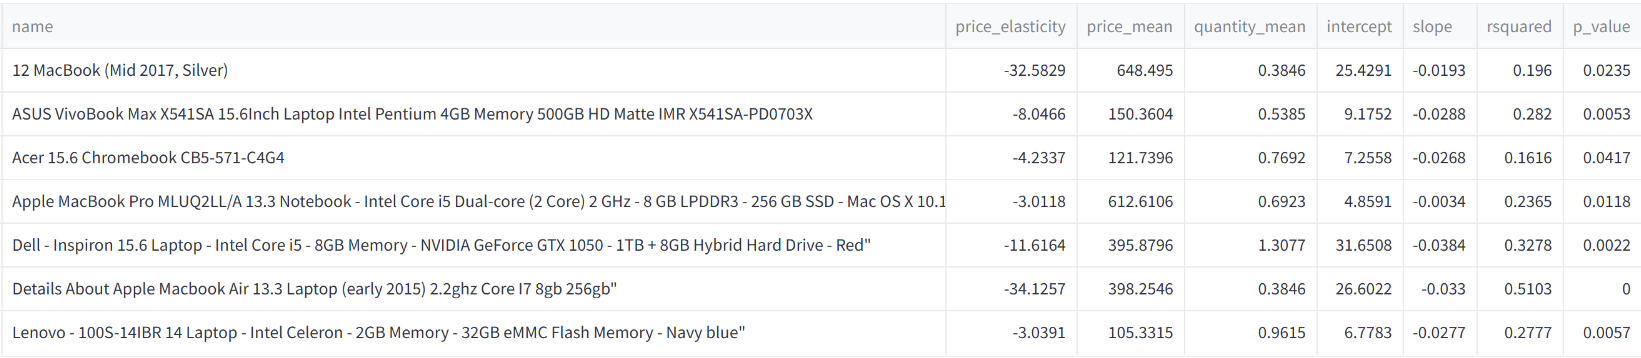 name price_elasticity price_mean quantity_mean intercept slope rsquared p_value
12 MacBook (Mid 2017, Silver) -32.5829 648.495 0.3846 25.4291 -0.0193 0.196 0.0235
ASUS VivoBook Max X541SA 15.6Inch Laptop Intel Pentium 4GB Memory 500GB HD Matte IMR X541SA-PD0703X -8.0466 150.3604 0.5385 9.1752 -0.0288 0.282 0.0053
Acer 15.6 Chromebook CB5-571-C4G4 -4.2337 121.7396 0.7692 7.2558 -0.0268 0.1616 0.0417
Apple MacBook Pro MLUQ2LL/A 13.3 Notebook - Intel Core i5 Dual-core (2 Core) 2 GHz - 8 GB LPDDR3 - 256 GB SSD - Mac OS X 10.1 -3.0118 612.6106 0.6923 4.8591 -0.0034 0.2365 0.0118
Dell - Inspiron 15.6 Laptop - Intel Core i5 - 8GB Memory - NVIDIA GeForce GTX 1050 - 1TB + 8GB Hybrid Hard Drive - Red" -11.6164 395.8796 1.3077 31.6508 -0.0384 0.3278 0.0022
Details About Apple Macbook Air 13.3 Laptop (early 2015) 2.2ghz Core I7 8gb 256gb" -34.1257 398.2546 0.3846 26.6022 -0.033 0.5103 0
Lenovo - 100S-14IBR 14 Laptop - Intel Celeron - 2GB Memory - 32GB eMMC Flash Memory - Navy blue" -3.0391 105.3315 0.9615 6.7783 -0.0277 0.2777 0.0057